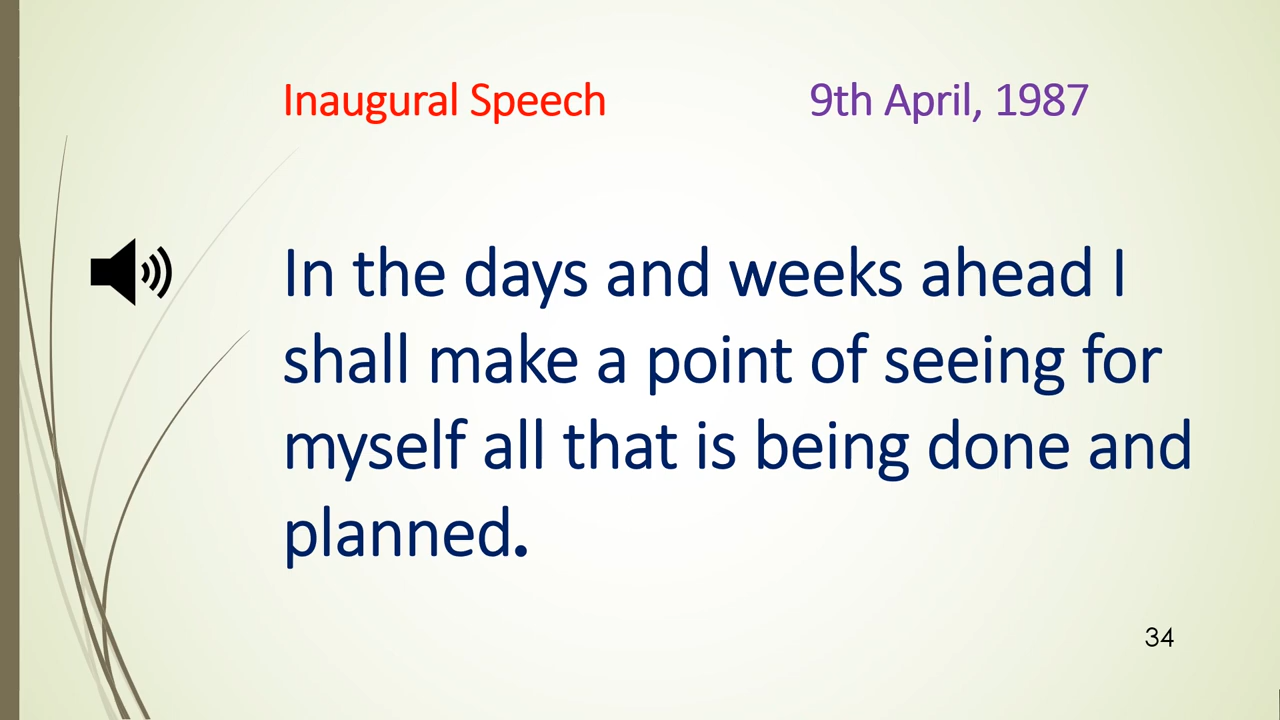 Inaugural Speech 9th April, 1987
In the days and weeks ahead I
shall make a point of seeing for
myself all that is being done and
planned.
34